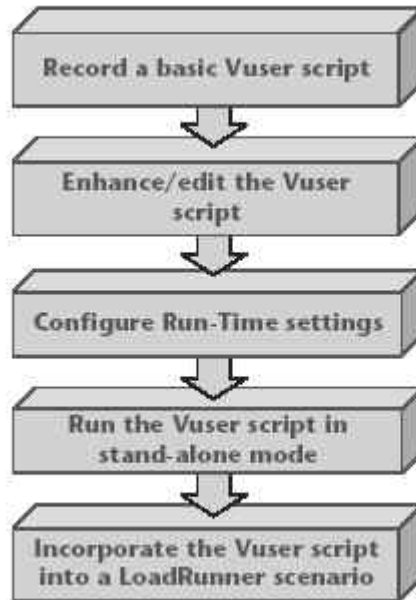 Record a basic Vuser script
Enhance/edit the Vuser
script
Configure Run-Time settings
Run the Vuser script in
stand-alone mode
Incorporate the Vuser script
into a LoadRunner scenario